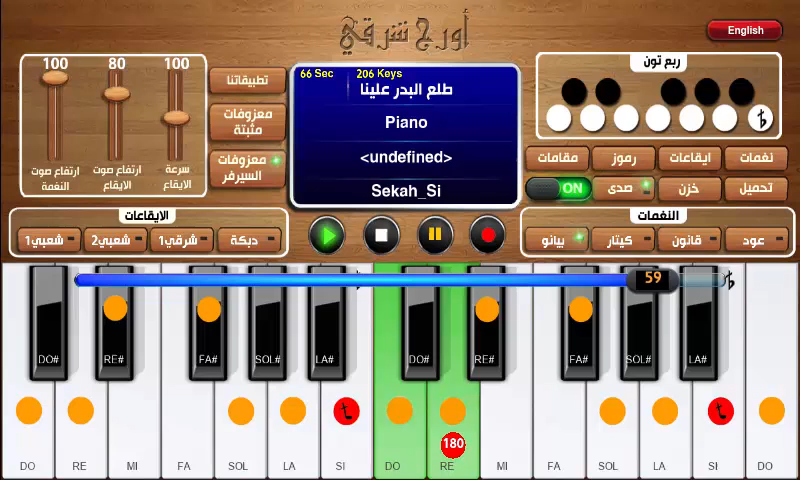 أورج شرقي
English
100 80 100
ارتفاع صوت النغمة
ارتفاع صوت الايقاع
سرعة الايقاع
تطبيقاتنا
معزوفات مثبتة
معزوفات السيرفر
66 Sec 206 Keys
طلع البدر علينا
Piano
<undefined>
Sekah_Si
ربع تون
مقامات رموز ايقاعات نغمات
ON صدى خزن تحميل
الايقاعات
شعبي1 شعبي2 شرقي1 دبكة
النغمات
بيانو كيتار قانون عود
59
DO# RE# FA# SOL# LA# DO# RE# FA# SOL# LA#
180
DO RE MI FA SOL LA SI DO RE MI FA SOL LA SI DO